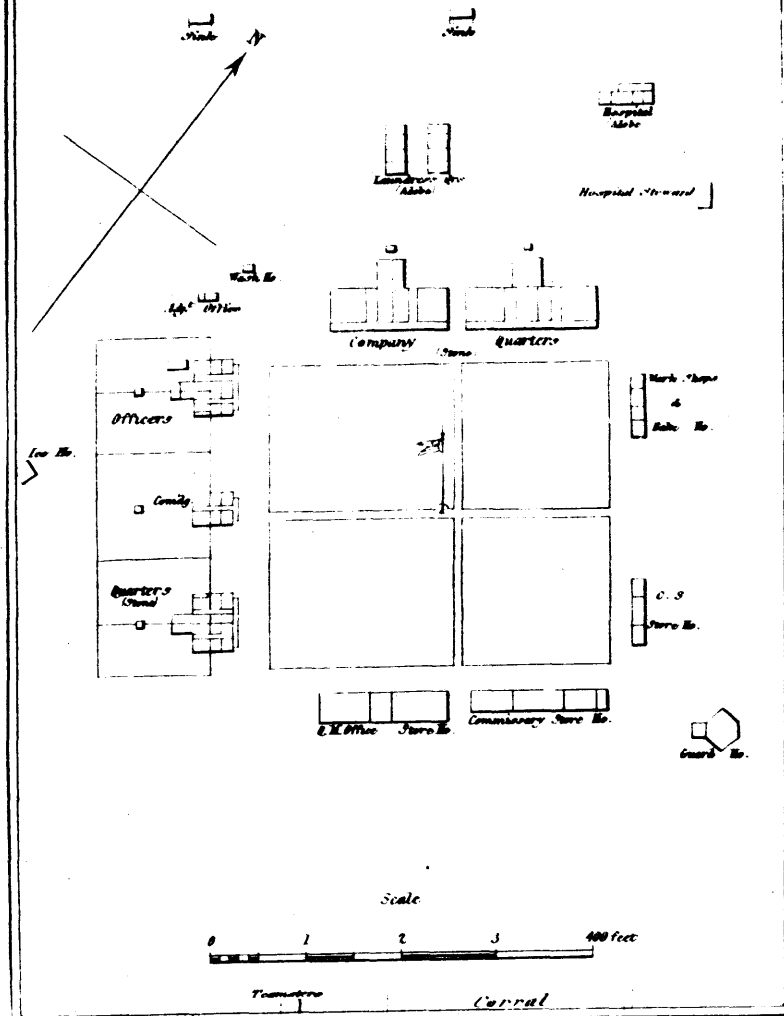 Sink
Sink
N
Hospital
Adobe
Laundress Qrs
(Adobe)
Hospital Steward
Wash Ho.
Adjt Office
Company Quarters
(Stone)
Officers
Work Shops
&
Bake Ho.
Ice Ho.
Comdg.
Quarters
(Stone)
C. S
Store Ho.
Q.M. Office Store Ho.
Commissary Store Ho.
Guard Ho.
Scale
0 1 2 3 400 feet
Teamsters
Corral